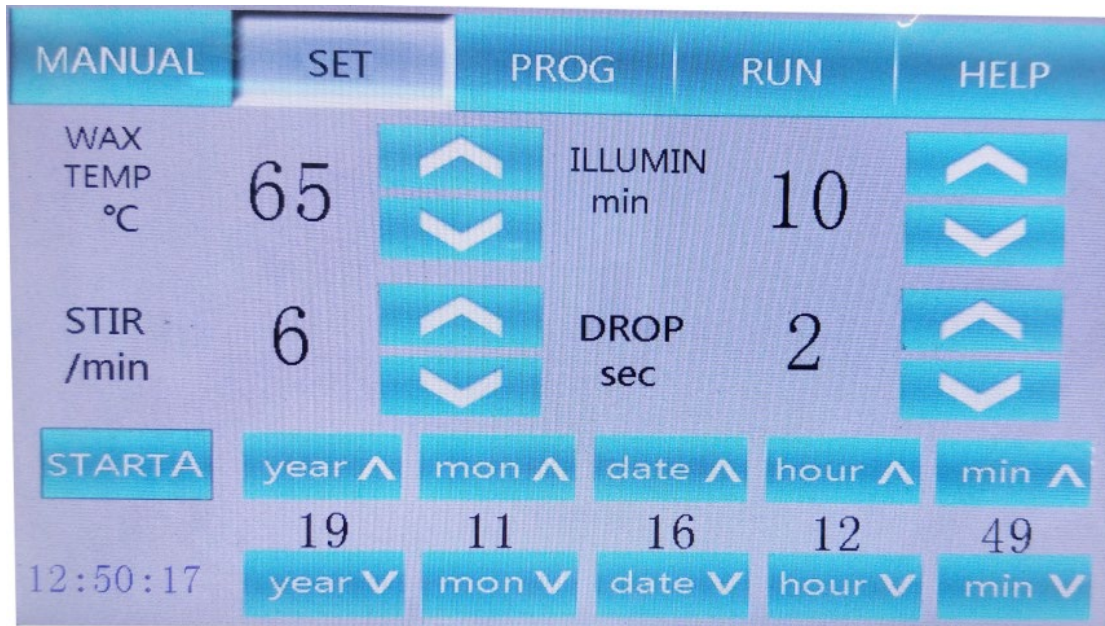 MANUAL SET PROG RUN HELP
WAX
TEMP
°C
65
ILLUMIN
min
10
STIR
/min
6
DROP
sec
2
STARTA year mon date hour min
19 11 16 12 49
12:50:17 year mon date hour min